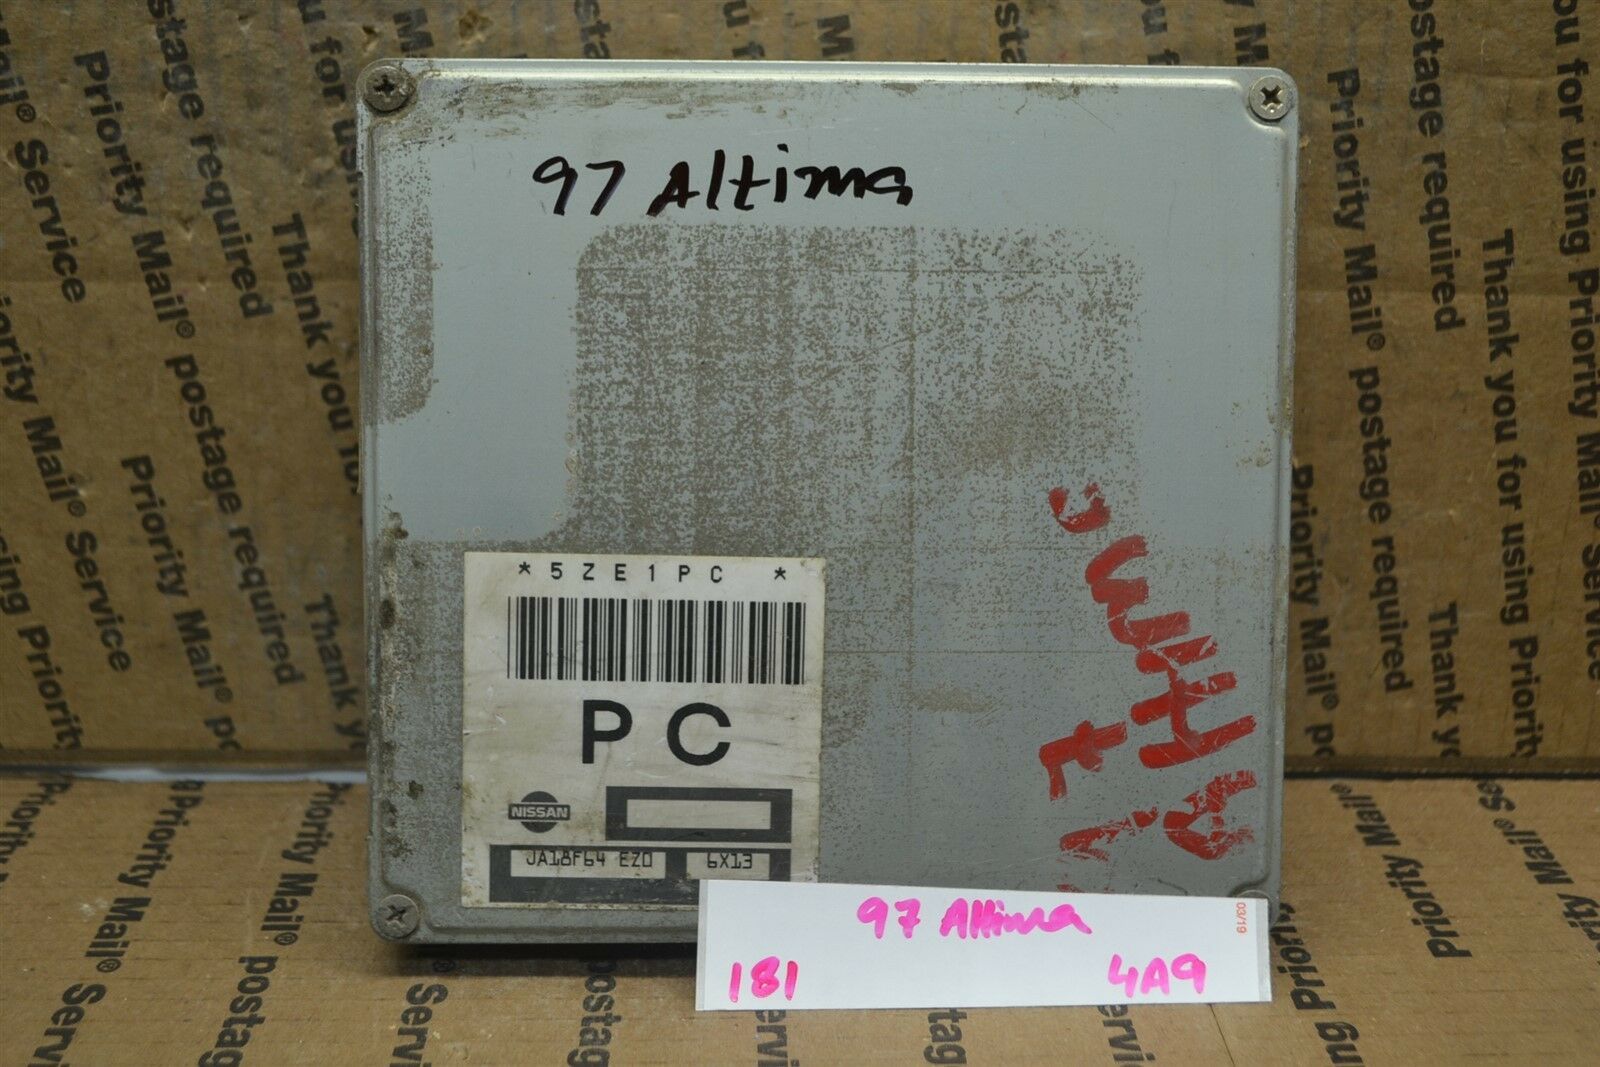 97 Altima
*5ZE1PC *
PC
NISSAN
JA18F64 EZ0
6X13
97 Altima
181
4A9
03/19
Thank you for using
Priority Mail® Service
Priority Mail® postage required